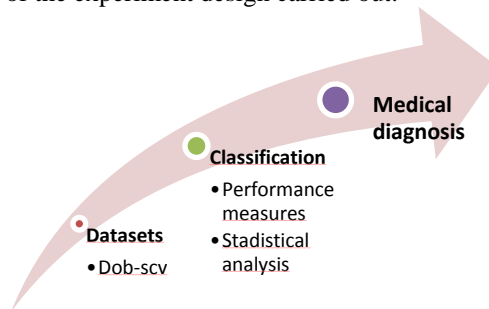 of the experiment design carried out.
Medical
diagnosis
Classification
•Performance
measures
•Stadistical
analysis
Datasets
•Dob-scv